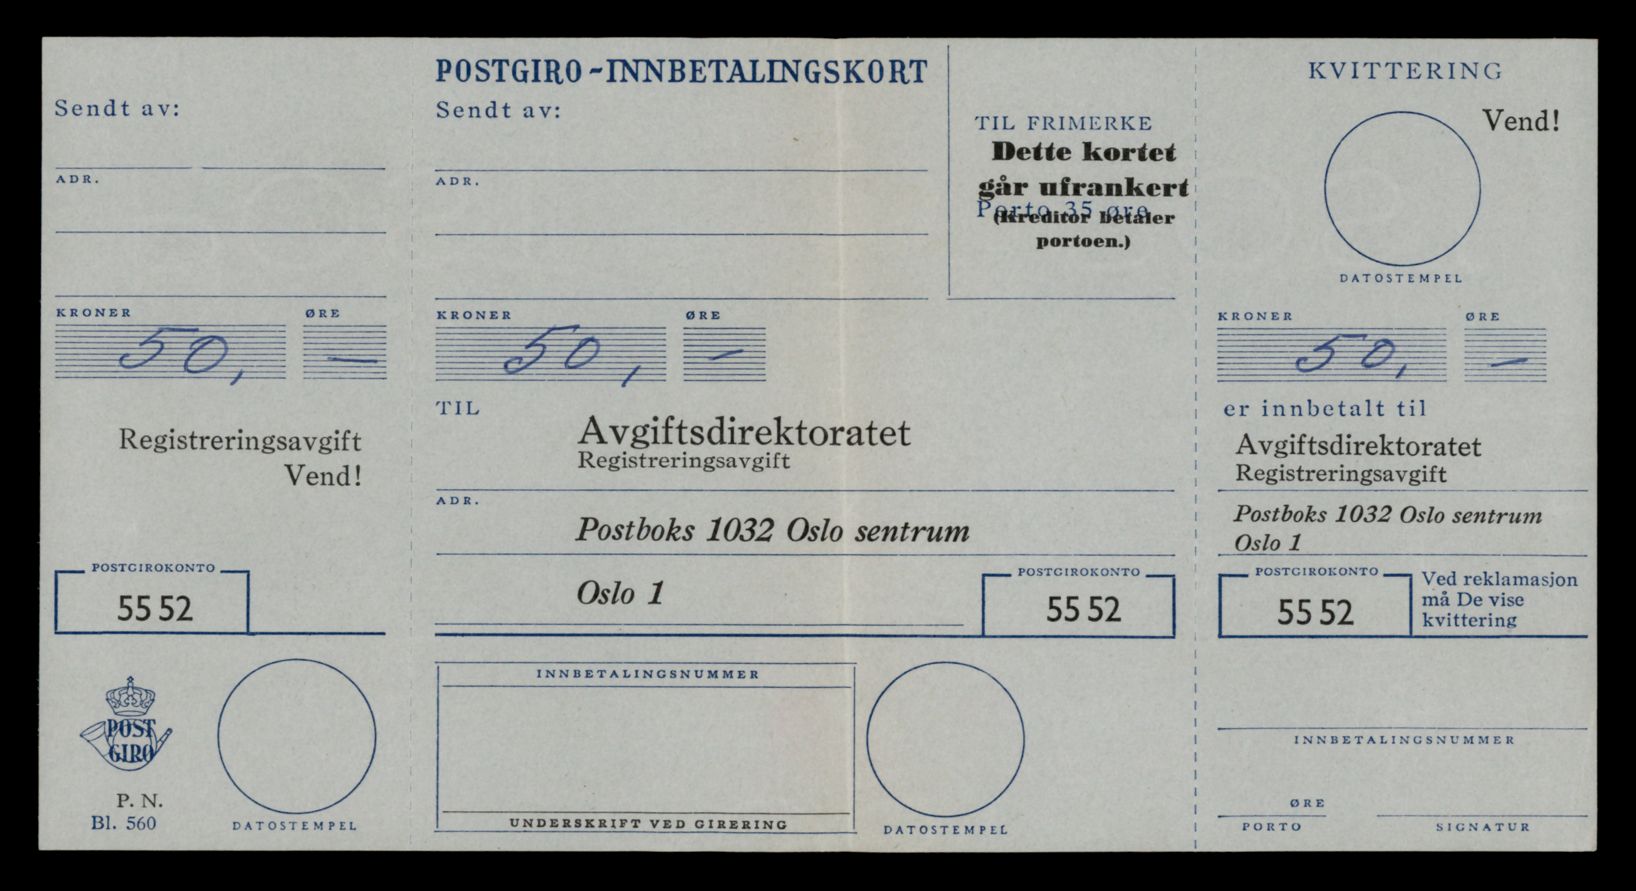 Sendt av:
ADR.
KRONER ØRE
50, —
Registreringsavgift
Vend!
POSTGIROKONTO
55 52
POST
GIRO
P. N.
Bl. 560
DATOSTEMPEL
POSTGIRO-INNBETALINGSKORT
Sendt av:
ADR.
TIL FRIMERKE
Dette kortet
går ufrankert
Porto 35 øre
(Kreditor betaler
portoen.)
KRONER ØRE
50, —
TIL
Avgiftsdirektoratet
Registreringsavgift
ADR.
Postboks 1032 Oslo sentrum
Oslo 1
POSTGIROKONTO
55 52
INNBETALINGSNUMMER
UNDERSKRIFT VED GIRERING
DATOSTEMPEL
KVITTERING
Vend!
DATOSTEMPEL
KRONER ØRE
50, —
er innbetalt til
Avgiftsdirektoratet
Registreringsavgift
Postboks 1032 Oslo sentrum
Oslo 1
POSTGIROKONTO
55 52
Ved reklamasjon
må De vise
kvittering
INNBETALINGSNUMMER
ØRE
PORTO SIGNATUR